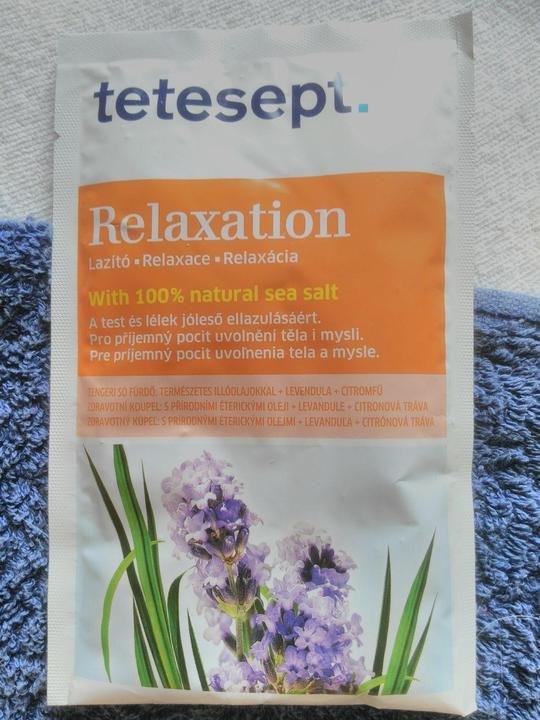 tetesept.
Relaxation
Lazító ▪ Relaxace ▪ Relaxácia
With 100% natural sea salt
A test és lélek jóleső ellazulásáért.
Pro příjemný pocit uvolnění těla i mysli.
Pre príjemný pocit uvoľnenia tela a mysle.
TENGERI SÓ FÜRDŐ, TERMÉSZETES ILLÓOLAJOKKAL + LEVENDULA + CITROMFŰ
ZDRAVOTNÍ KOUPEL: S PŘÍRODNÍMI ÉTERICKÝMI OLEJI + LEVANDULE + CITRONOVÁ TRÁVA
ZDRAVOTNÝ KÚPEĽ: S PRÍRODNÝMI ÉTERICKÝMI OLEJMI + LEVANDUĽA + CITRÓNOVÁ TRÁVA